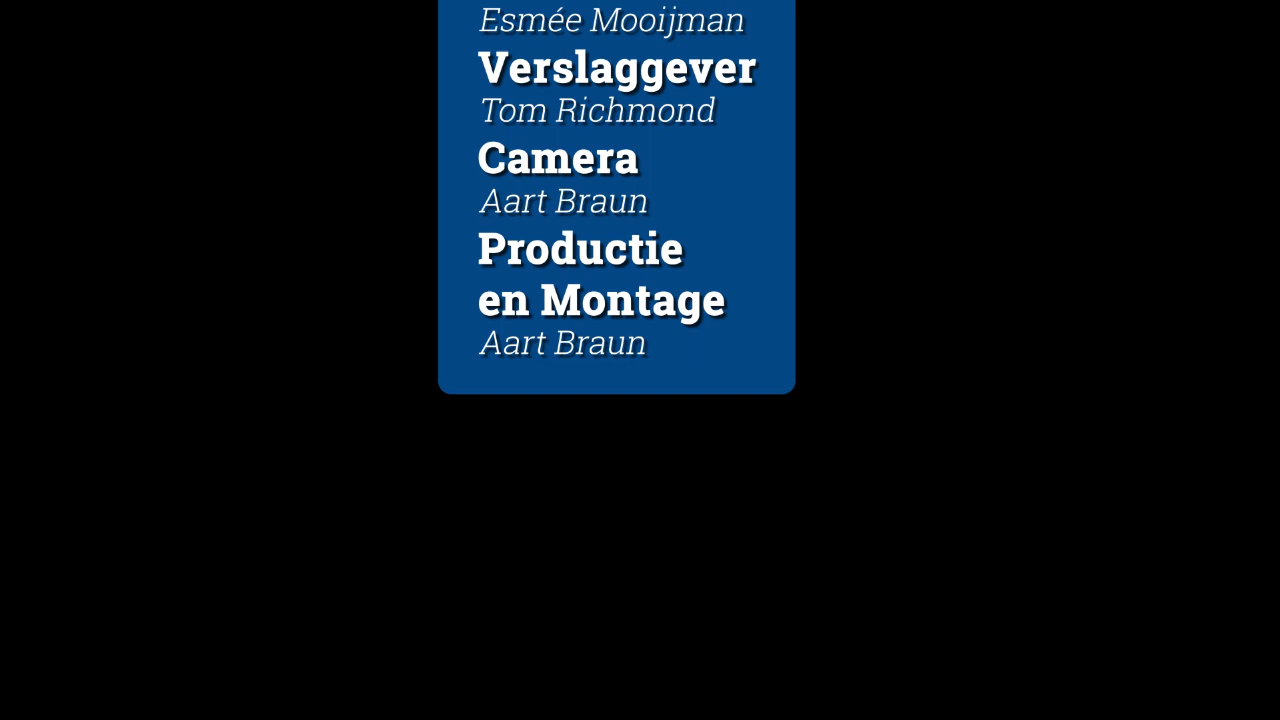 Esmée Mooijman
Verslaggever
Tom Richmond
Camera
Aart Braun
Productie
en Montage
Aart Braun